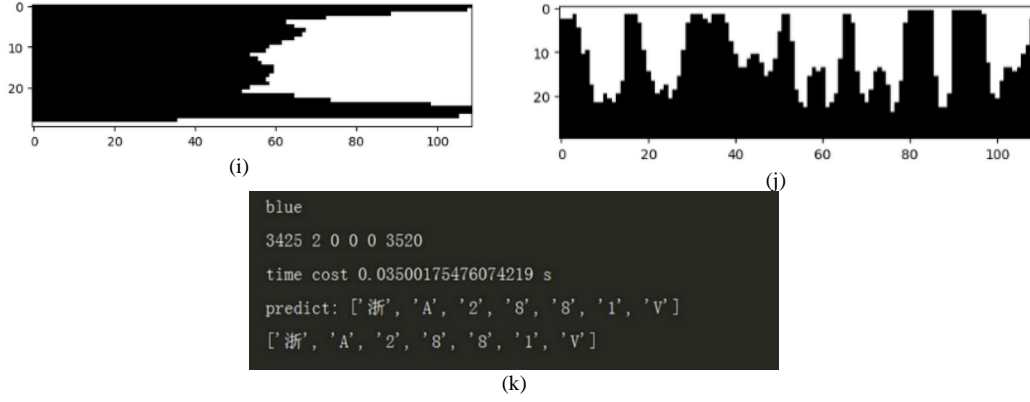 0
10
20
0 20 40 60 80 100
(i)
0
10
20
0 20 40 60 80 100
(j)
blue
3425 2 0 0 0 3520
time cost 0.03500175476074219 s
predict: ['浙', 'A', '2', '8', '8', '1', 'V']
['浙', 'A', '2', '8', '8', '1', 'V']
(k)